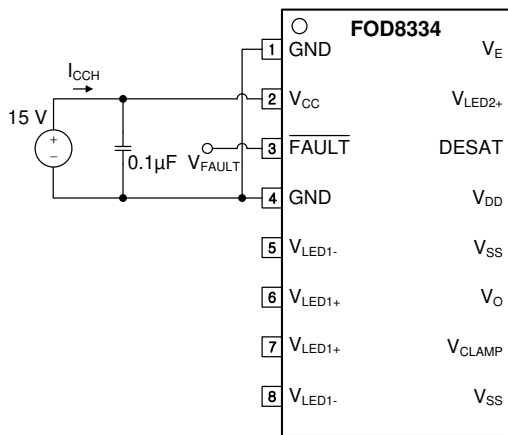 FOD8334
I_CCH
15 V
+
−
0.1µF
V_FAULT
1 GND V_E
2 V_CC V_LED2+
3 F̅A̅U̅L̅T̅ DESAT
4 GND V_DD
5 V_LED1- V_SS
6 V_LED1+ V_O
7 V_LED1+ V_CLAMP
8 V_LED1- V_SS